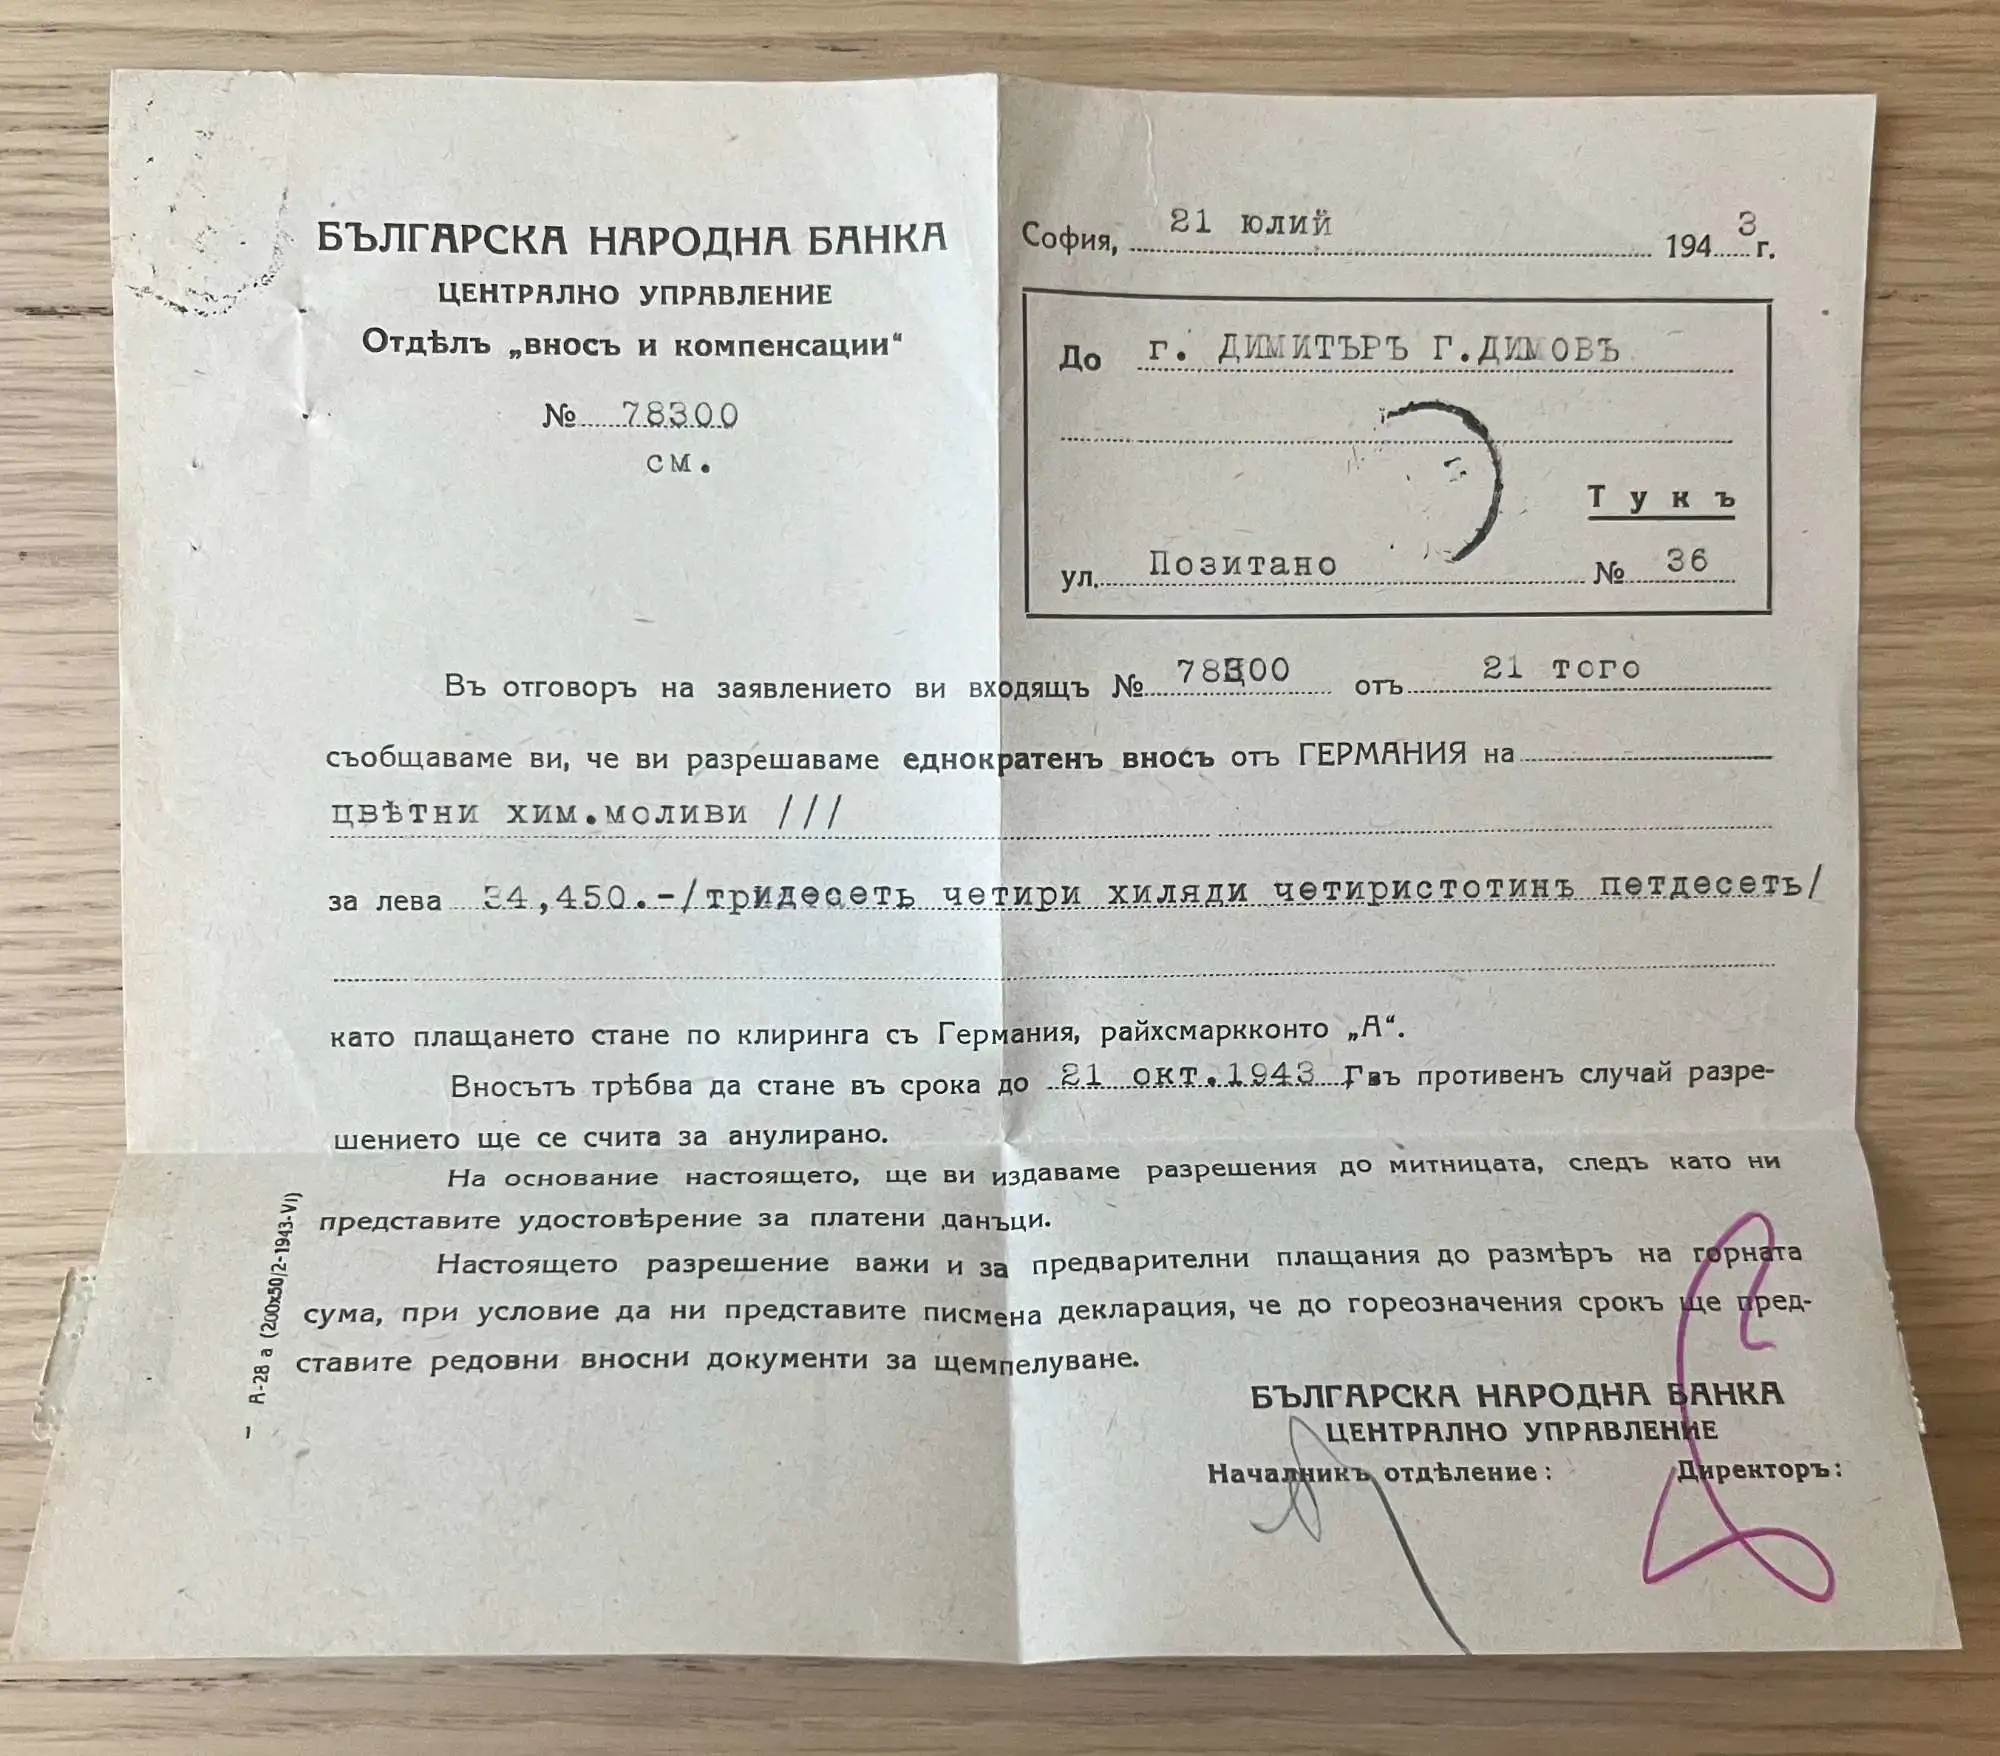 БЪЛГАРСКА НАРОДНА БАНКА
ЦЕНТРАЛНО УПРАВЛЕНИЕ
Отдѣлъ „вносъ и компенсации“
№ 78300
см.
София, 21 юлий 1943 г.
До г. ДИМИТЪРЪ Г.ДИМОВЪ
Тукъ
ул. Позитано № 36
Въ отговоръ на заявлението ви входящъ № 78300 отъ 21 того
съобщаваме ви, че ви разрешаваме еднократенъ вносъ отъ ГЕРМАНИЯ на
цвѣтни хим.моливи ///
за лева 34,450.-/тридесеть четири хиляди четиристотинъ петдесеть/
като плащането стане по клиринга съ Германия, райхсмаркконто „А“.
Вносътъ трѣбва да стане въ срока до 21 окт.1943 Г въ противенъ случай разре-
шението ще се счита за анулирано.
На основание настоящето, ще ви издаваме разрешения до митницата, следъ като ни
представите удостовѣрение за платени данъци.
Настоящето разрешение важи и за предварителни плащания до размѣръ на горната
сума, при условие да ни представите писмена декларация, че до гореозначения срокъ ще пред-
ставите редовни вносни документи за щемпелуване.
БЪЛГАРСКА НАРОДНА БАНКА
ЦЕНТРАЛНО УПРАВЛЕНИЕ
Началникъ отдѣление: Директоръ:
— А-28 а (200x50/2-1943-VI)